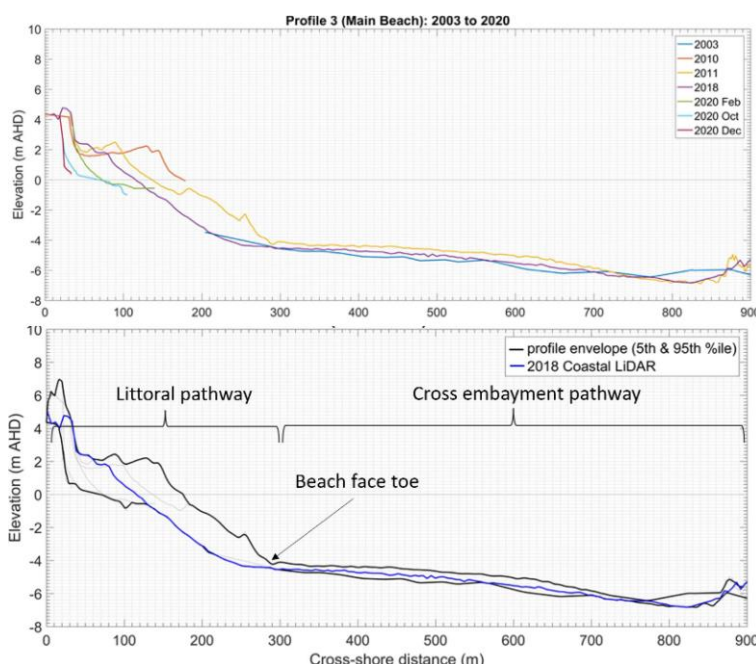 Profile 3 (Main Beach): 2003 to 2020
10
8
6
4
2
0
-2
-4
-6
-8
Elevation (m AHD)
2003
2010
2011
2018
2020 Feb
2020 Oct
2020 Dec
0 100 200 300 400 500 600 700 800 900
10
8
6
4
2
0
-2
-4
-6
-8
Elevation (m AHD)
profile envelope (5th & 95th %ile)
2018 Coastal LiDAR
Littoral pathway
Cross embayment pathway
Beach face toe
0 100 200 300 400 500 600 700 800 900
Cross-shore distance (m)